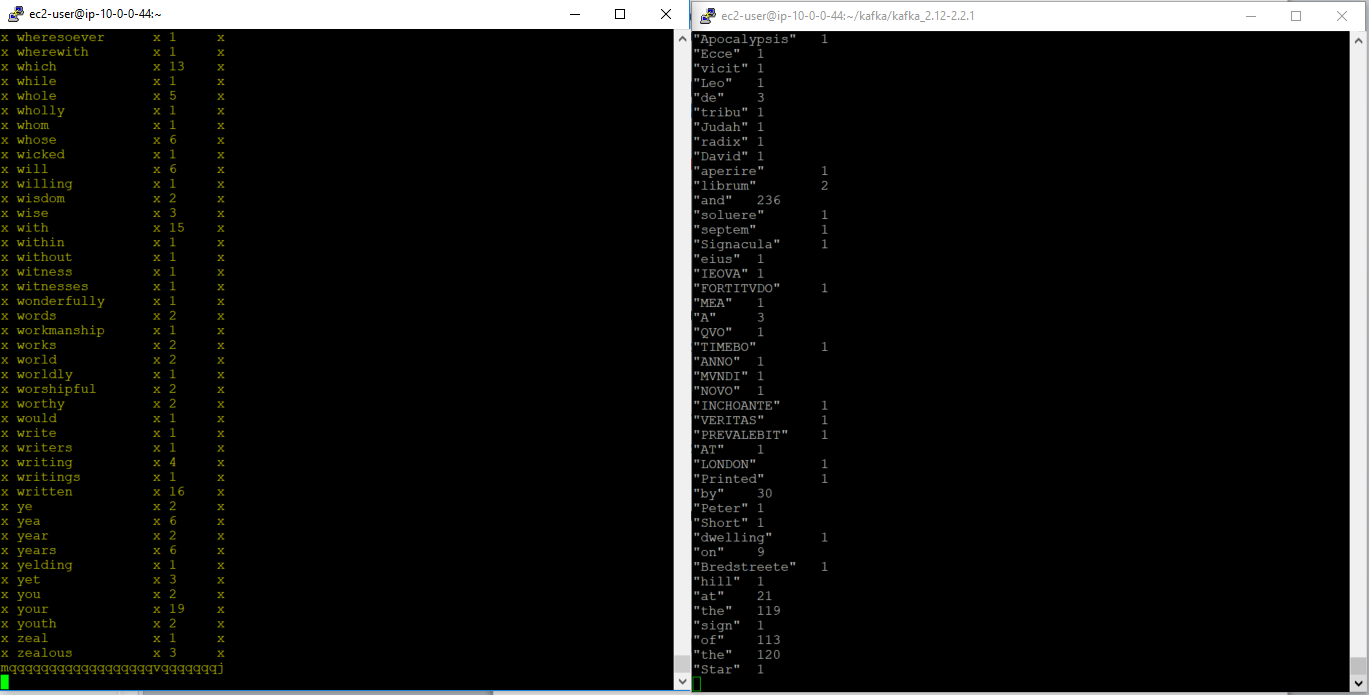 ec2-user@ip-10-0-0-44:~
x wheresoever x 1 x
x wherewith x 1 x
x which x 13 x
x while x 1 x
x whole x 5 x
x wholly x 1 x
x whom x 1 x
x whose x 6 x
x wicked x 1 x
x will x 6 x
x willing x 1 x
x wisdom x 2 x
x wise x 3 x
x with x 15 x
x within x 1 x
x without x 1 x
x witness x 1 x
x witnesses x 1 x
x wonderfully x 1 x
x words x 2 x
x workmanship x 1 x
x works x 2 x
x world x 2 x
x worldly x 1 x
x worshipful x 2 x
x worthy x 2 x
x would x 1 x
x write x 1 x
x writers x 1 x
x writing x 4 x
x writings x 1 x
x written x 16 x
x ye x 2 x
x yea x 6 x
x year x 2 x
x years x 6 x
x yelding x 1 x
x yet x 3 x
x you x 2 x
x your x 19 x
x youth x 2 x
x zeal x 1 x
x zealous x 3 x
mqqqqqqqqqqqqqqqqqqvqqqqqqqj
ec2-user@ip-10-0-0-44:~/kafka/kafka_2.12-2.2.1
"Apocalypsis" 1
"Ecce" 1
"vicit" 1
"Leo" 1
"de" 3
"tribu" 1
"Judah" 1
"radix" 1
"David" 1
"aperire" 1
"librum" 2
"and" 236
"soluere" 1
"septem" 1
"Signacula" 1
"eius" 1
"IEOVA" 1
"FORTITVDO" 1
"MEA" 1
"A" 3
"QVO" 1
"TIMEBO" 1
"ANNO" 1
"MVNDI" 1
"NOVO" 1
"INCHOANTE" 1
"VERITAS" 1
"PREVALEBIT" 1
"AT" 1
"LONDON" 1
"Printed" 1
"by" 30
"Peter" 1
"Short" 1
"dwelling" 1
"on" 9
"Bredstreete" 1
"hill" 1
"at" 21
"the" 119
"sign" 1
"of" 113
"the" 120
"Star" 1